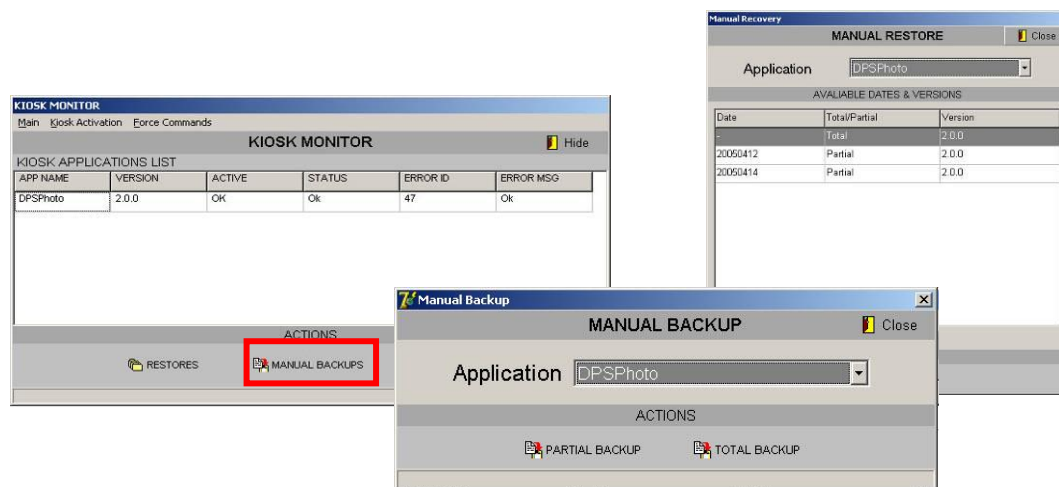 KIOSK MONITOR
Main Kiosk Activation Force Commands
KIOSK MONITOR
Hide
KIOSK APPLICATIONS LIST
APP NAME VERSION ACTIVE STATUS ERROR ID ERROR MSG
DPSPhoto 2.0.0 OK Ok 47 Ok
ACTIONS
RESTORES MANUAL BACKUPS
Manual Recovery
MANUAL RESTORE
Close
Application DPSPhoto
AVALIABLE DATES & VERSIONS
Date Total/Partial Version
- Total 2.0.0
20050412 Partial 2.0.0
20050414 Partial 2.0.0
Manual Backup
MANUAL BACKUP
Close
Application DPSPhoto
ACTIONS
PARTIAL BACKUP TOTAL BACKUP